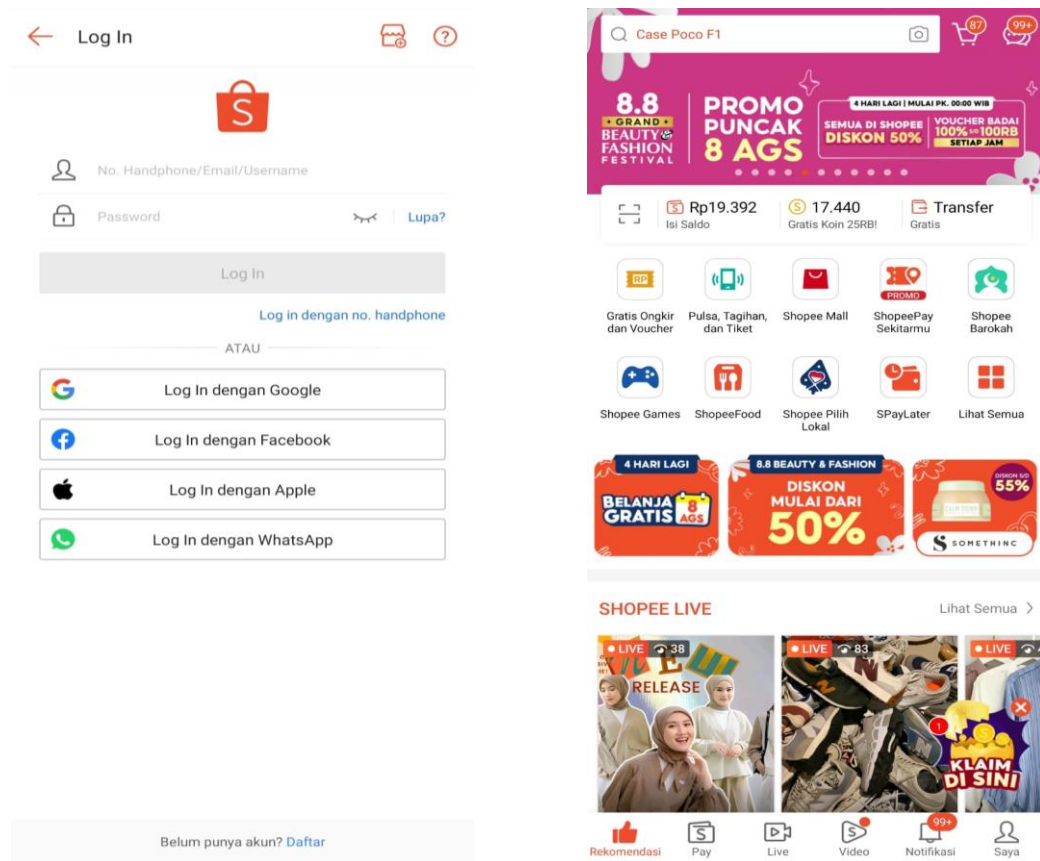 Log In
No. Handphone/Email/Username
Password
Lupa?
Log In
Log in dengan no. handphone
ATAU
Log In dengan Google
Log In dengan Facebook
Log In dengan Apple
Log In dengan WhatsApp
Belum punya akun? Daftar
Case Poco F1
87
99+
8.8
GRAND
BEAUTY &
FASHION
FESTIVAL
PROMO
PUNCAK
8 AGS
4 HARI LAGI | MULAI PK. 00:00 WIB
SEMUA DI SHOPEE
DISKON 50%
VOUCHER BADAI
100% s/d 100RB
SETIAP JAM
Rp19.392
Isi Saldo
17.440
Gratis Koin 25RB!
Transfer
Gratis
RP
PROMO
Gratis Ongkir
dan Voucher
Pulsa, Tagihan,
dan Tiket
Shopee Mall
ShopeePay
Sekitarmu
Shopee
Barokah
Shopee Games
ShopeeFood
Shopee Pilih
Lokal
SPayLater
Lihat Semua
4 HARI LAGI
BELANJA
GRATIS
8
AGS
8.8 BEAUTY & FASHION
DISKON
MULAI DARI
50%
DISKON S/D
55%
CALM DOWN
SOMETHINC
SHOPEE LIVE
Lihat Semua
LIVE 38
RELEASE
LIVE 83
LIVE
1
KLAIM
DI SINI
Rekomendasi
Pay
Live
Video
99+
Notifikasi
Saya